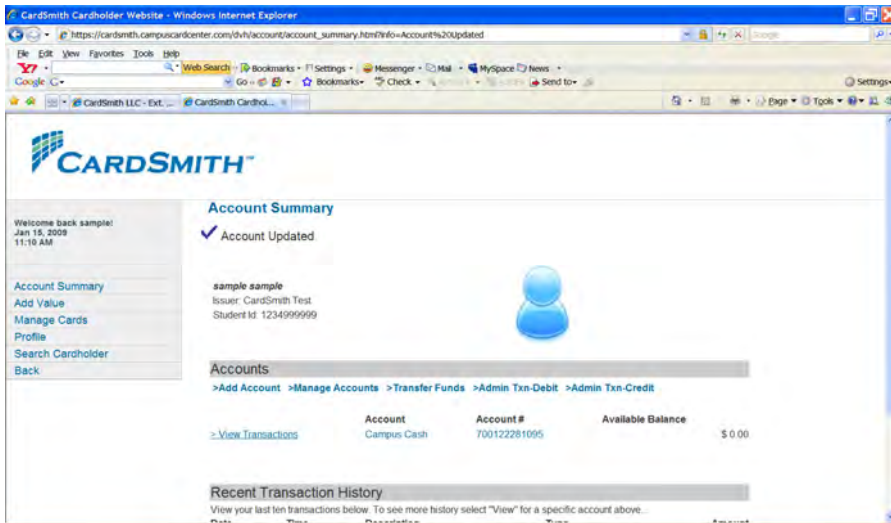 CardSmith Cardholder Website - Windows Internet Explorer
https://cardsmith.campuscardcenter.com/dvh/account/account_summary.html?info=Account%20Updated
File Edit View Favorites Tools Help
Web Search Bookmarks Settings Messenger Mail MySpace News
Google Go Bookmarks Check Send to Settings
CardSmith LLC - Ext. ... CardSmith Cardhol... Page Tools
CARDSMITH
Account Summary
Welcome back sample!
Jan 15, 2009
11:10 AM
Account Updated
Account Summary
Add Value
Manage Cards
Profile
Search Cardholder
Back
sample sample
Issuer: CardSmith Test
Student Id: 1234999999
Accounts
>Add Account >Manage Accounts >Transfer Funds >Admin Txn-Debit >Admin Txn-Credit
Account Account # Available Balance
> View Transactions Campus Cash 700122281095 $ 0.00
Recent Transaction History
View your last ten transactions below. To see more history select "View" for a specific account above...
Date Time Description Type Amount